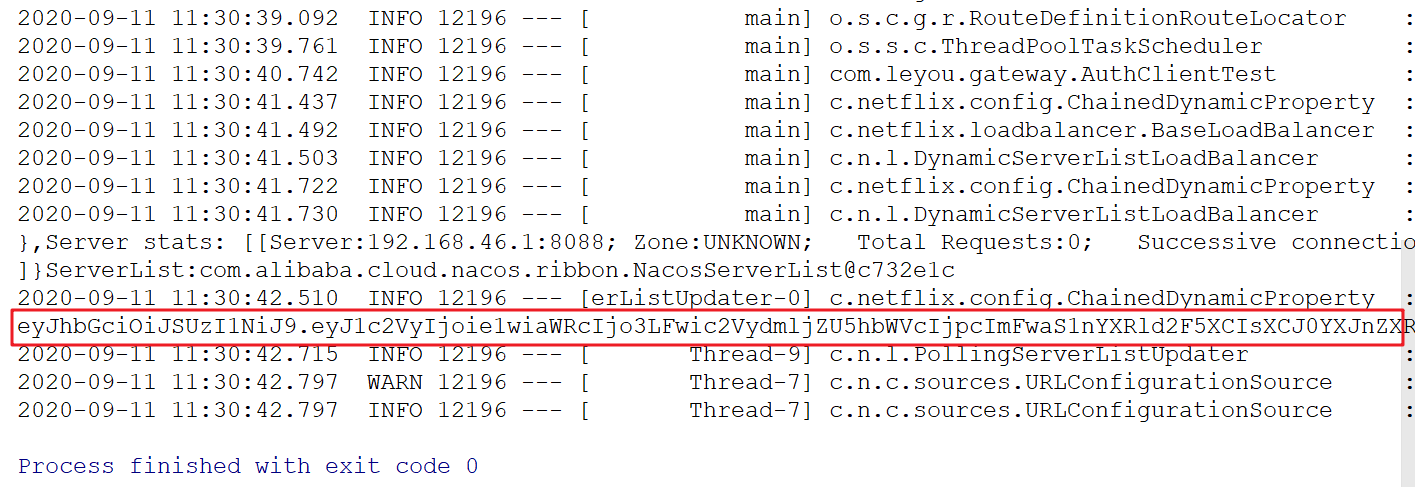 2020-09-11 11:30:39.092  INFO 12196 --- [           main] o.s.c.g.r.RouteDefinitionRouteLocator    :
2020-09-11 11:30:39.761  INFO 12196 --- [           main] o.s.s.c.ThreadPoolTaskScheduler          :
2020-09-11 11:30:40.742  INFO 12196 --- [           main] com.leyou.gateway.AuthClientTest         :
2020-09-11 11:30:41.437  INFO 12196 --- [           main] c.netflix.config.ChainedDynamicProperty  :
2020-09-11 11:30:41.492  INFO 12196 --- [           main] c.netflix.loadbalancer.BaseLoadBalancer  :
2020-09-11 11:30:41.503  INFO 12196 --- [           main] c.n.l.DynamicServerListLoadBalancer      :
2020-09-11 11:30:41.722  INFO 12196 --- [           main] c.netflix.config.ChainedDynamicProperty  :
2020-09-11 11:30:41.730  INFO 12196 --- [           main] c.n.l.DynamicServerListLoadBalancer      :
},Server stats: [[Server:192.168.46.1:8088;	Zone:UNKNOWN;	Total Requests:0;	Successive connectio
]}ServerList:com.alibaba.cloud.nacos.ribbon.NacosServerList@c732e1c
2020-09-11 11:30:42.510  INFO 12196 --- [erListUpdater-0] c.netflix.config.ChainedDynamicProperty  :
eyJhbGciOiJSUzI1NiJ9.eyJ1c2VyIjoie1wiaWRcIjo3LFwic2VydmljZU5hbWVcIjpcImFwaS1nYXRld2F5XCIsXCJ0YXJnZXR
2020-09-11 11:30:42.715  INFO 12196 --- [       Thread-9] c.n.l.PollingServerListUpdater           :
2020-09-11 11:30:42.797  WARN 12196 --- [       Thread-7] c.n.c.sources.URLConfigurationSource     :
2020-09-11 11:30:42.797  INFO 12196 --- [       Thread-7] c.n.c.sources.URLConfigurationSource     :
Process finished with exit code 0